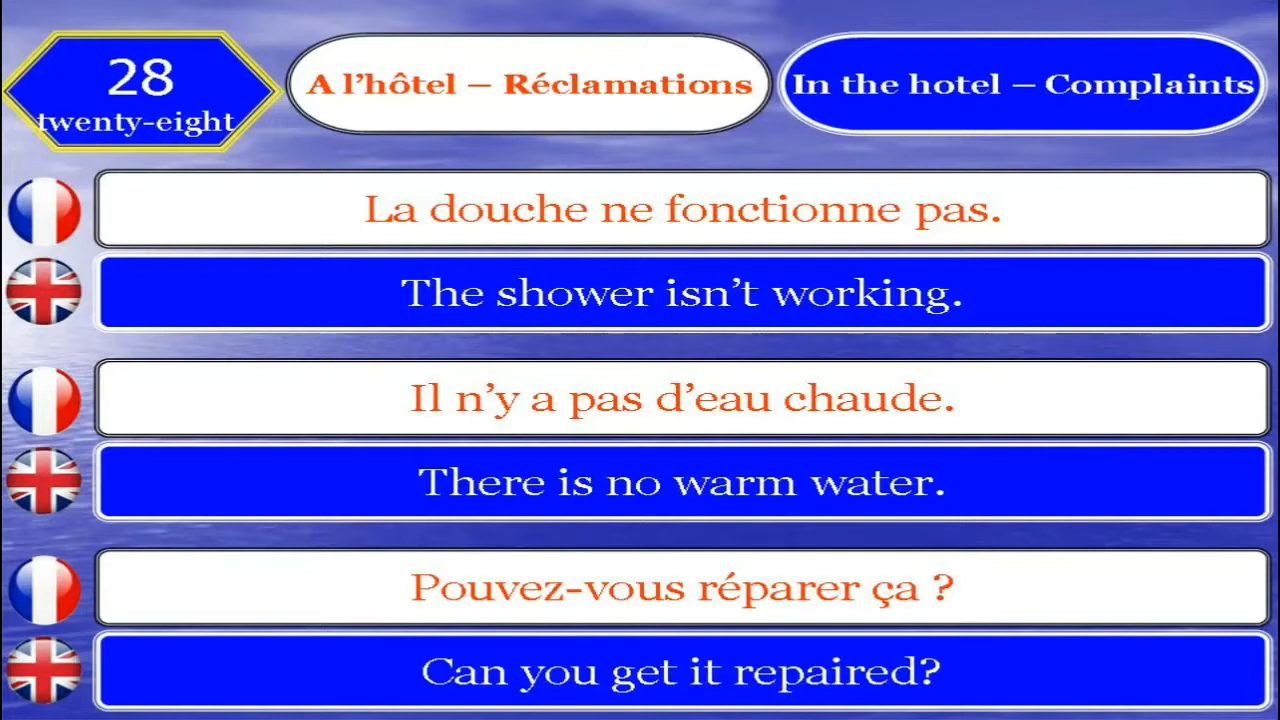 28
twenty-eight
A l’hôtel – Réclamations
In the hotel – Complaints
La douche ne fonctionne pas.
The shower isn’t working.
Il n’y a pas d’eau chaude.
There is no warm water.
Pouvez-vous réparer ça ?
Can you get it repaired?